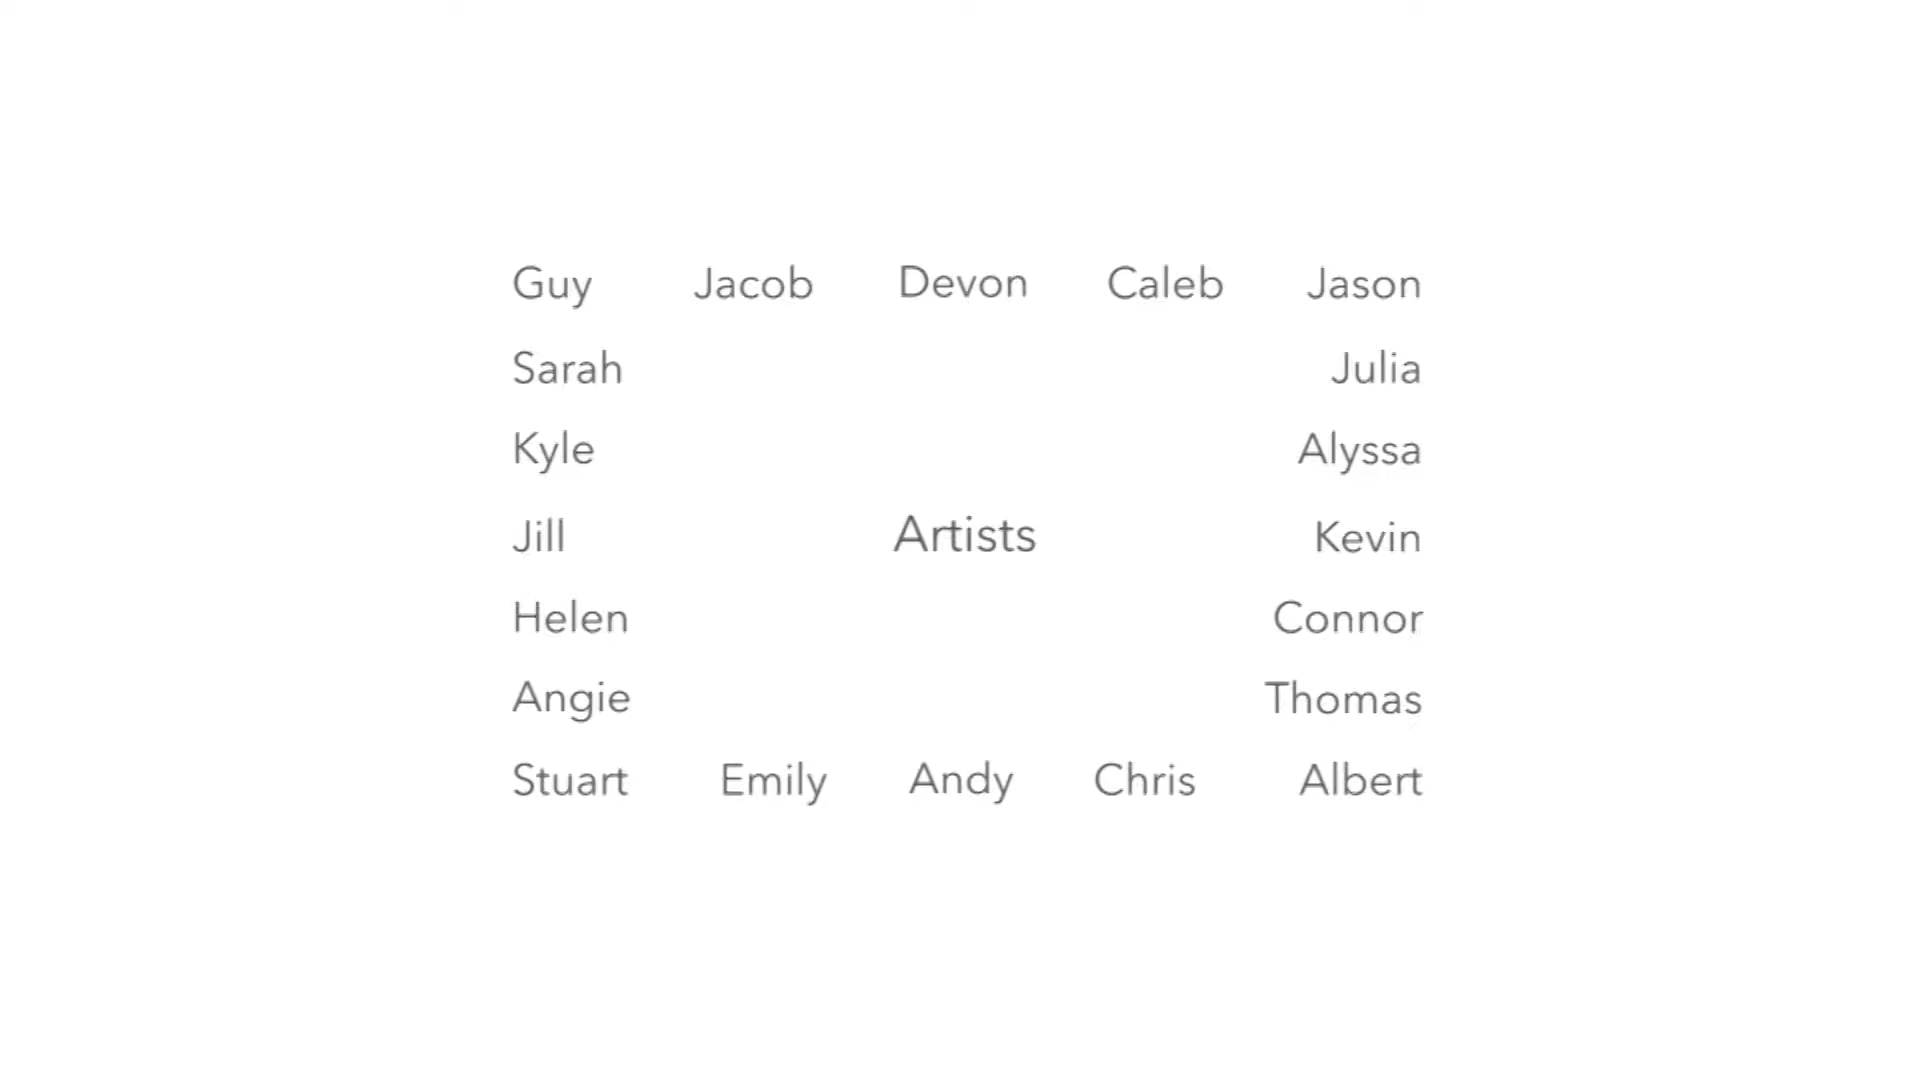 Guy Jacob Devon Caleb Jason
Sarah Julia
Kyle Alyssa
Jill Artists Kevin
Helen Connor
Angie Thomas
Stuart Emily Andy Chris Albert